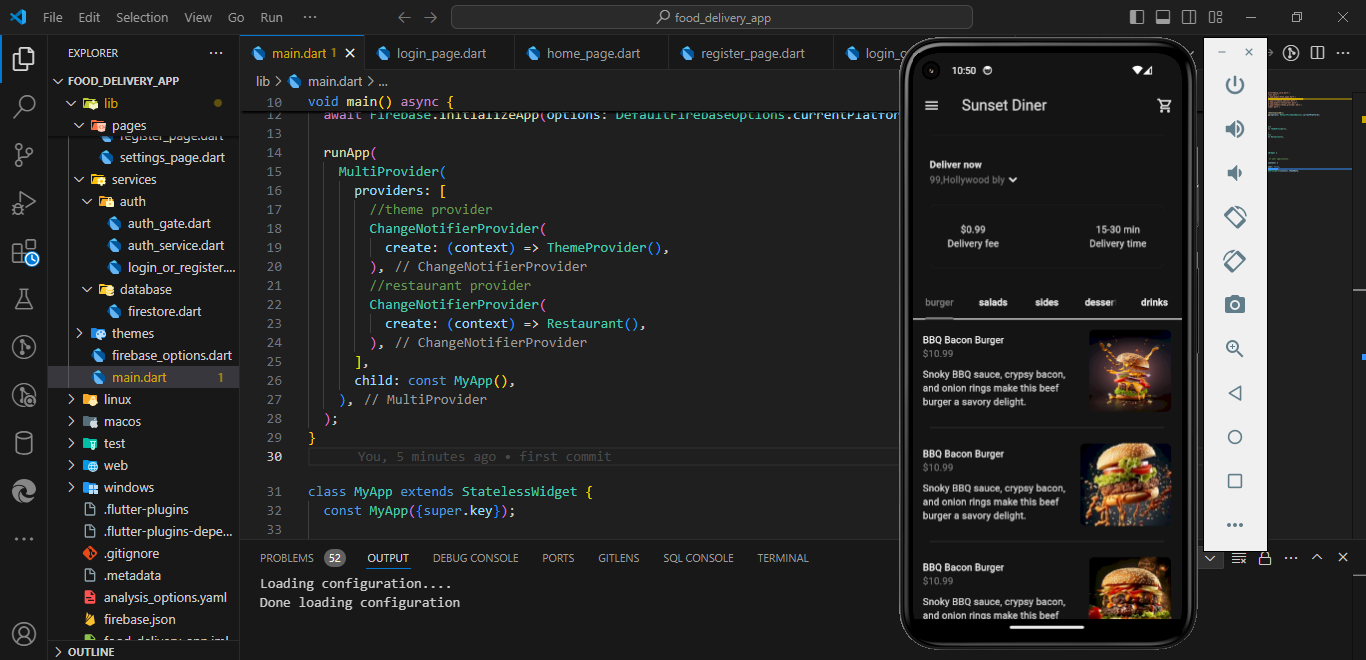 File Edit Selection View Go Run ··· food_delivery_app
EXPLORER ···
FOOD_DELIVERY_APP
lib
pages
register_page.dart
settings_page.dart
services
auth
auth_gate.dart
auth_service.dart
login_or_register....
database
firestore.dart
themes
firebase_options.dart
main.dart 1
linux
macos
test
web
windows
.flutter-plugins
.flutter-plugins-depe...
.gitignore
.metadata
analysis_options.yaml
firebase.json
food_delivery_app.iml
OUTLINE
main.dart 1 login_page.dart home_page.dart register_page.dart login_o
lib > main.dart > ...
10 void main() async {
12 await Firebase.initializeApp(options: DefaultFirebaseOptions.currentPlatfor
13
14 runApp(
15 MultiProvider(
16 providers: [
17 //theme provider
18 ChangeNotifierProvider(
19 create: (context) => ThemeProvider(),
20 ), // ChangeNotifierProvider
21 //restaurant provider
22 ChangeNotifierProvider(
23 create: (context) => Restaurant(),
24 ), // ChangeNotifierProvider
25 ],
26 child: const MyApp(),
27 ), // MultiProvider
28 );
29 }
30 You, 5 minutes ago • first commit
31 class MyApp extends StatelessWidget {
32 const MyApp({super.key});
33
PROBLEMS 52 OUTPUT DEBUG CONSOLE PORTS GITLENS SQL CONSOLE TERMINAL
Loading configuration....
Done loading configuration
10:50
Sunset Diner
Deliver now
99,Hollywood bly
$0.99 15-30 min
Delivery fee Delivery time
burger salads sides desser drinks
BBQ Bacon Burger
$10.99
Snoky BBQ sauce, crypsy bacon,
and onion rings make this beef
burger a savory delight.
BBQ Bacon Burger
$10.99
Snoky BBQ sauce, crypsy bacon,
and onion rings make this beef
burger a savory delight.
BBQ Bacon Burger
$10.99
Snoky BBQ sauce, crypsy bacon,
and onion rings make this beef